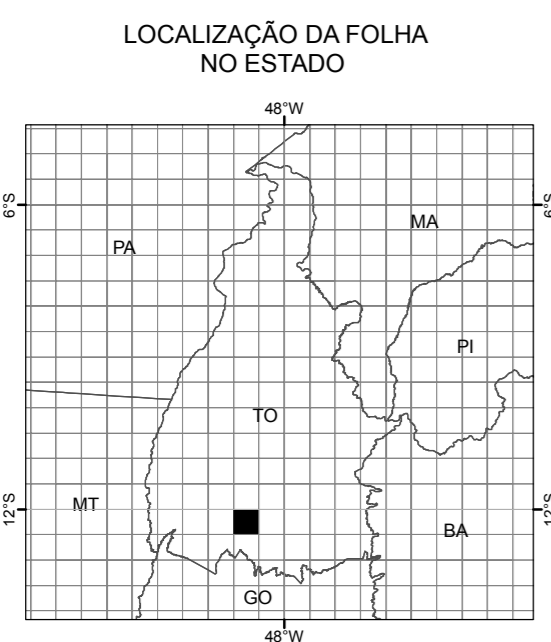 LOCALIZAÇÃO DA FOLHA
NO ESTADO
48°W
6°S
6°S
MA
PA
PI
TO
MT
12°S
12°S
BA
GO
48°W